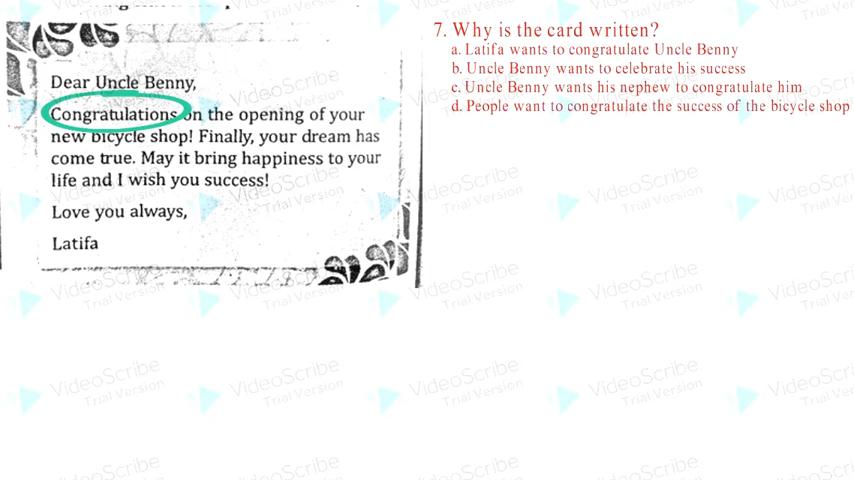 Dear Uncle Benny,
Congratulations on the opening of your
new bicycle shop! Finally, your dream has
come true. May it bring happiness to your
life and I wish you success!
Love you always,
Latifa
7. Why is the card written?
a. Latifa wants to congratulate Uncle Benny
b. Uncle Benny wants to celebrate his success
c. Uncle Benny wants his nephew to congratulate him
d. People want to congratulate the success of the bicycle shop
VideoScribe
Trial Version